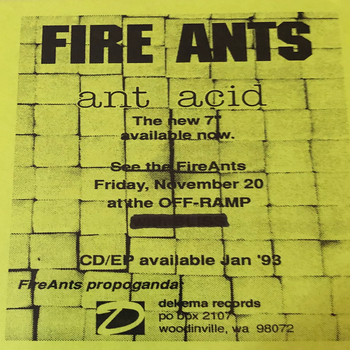 FIRE ANTS
ant acid
The new 7"
available now.
See the FireAnts
Friday, November 20
at the OFF-RAMP
CD/EP available Jan '93
FireAnts propoganda:
D
dekema records
po box 2107
woodinville, wa 98072